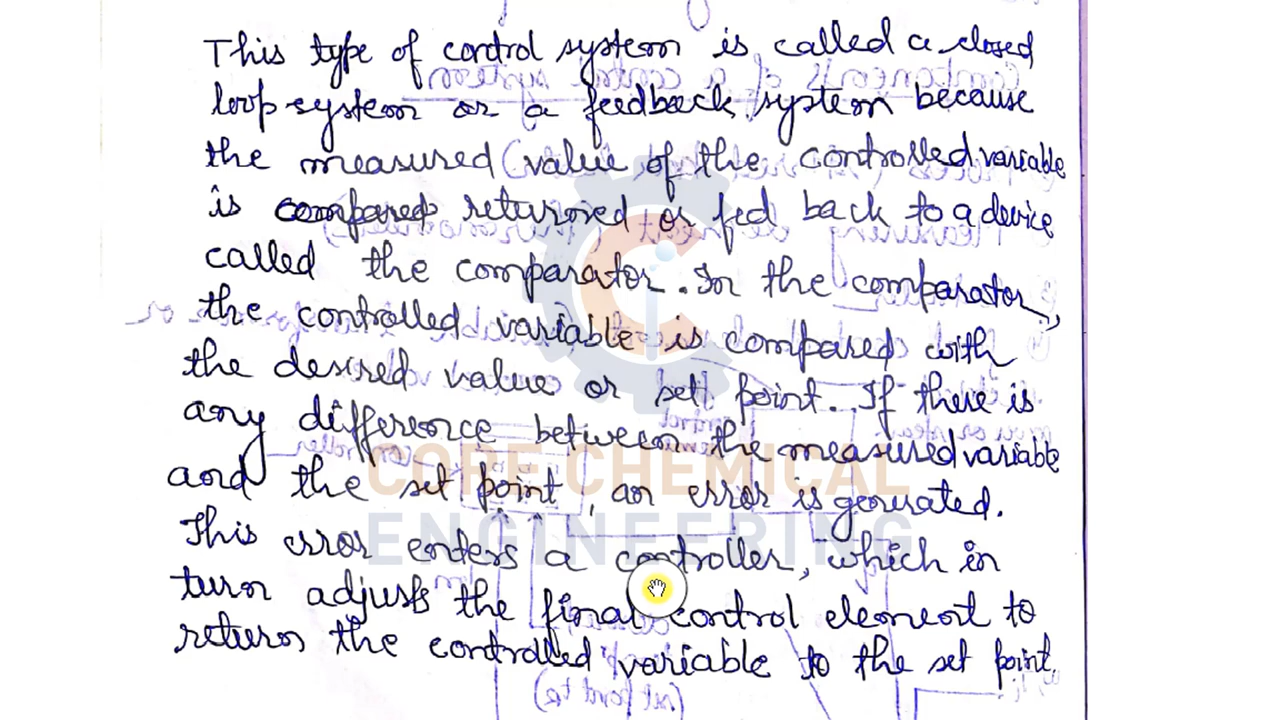 This type of control system is called a closed
loop system or a feedback system because
the measured value of the controlled variable
is compared returned or fed back to a device
called the comparator. In the comparator,
the controlled variable is compared with
the desired value or set point. If there is
any difference between the measured variable
and the set point, an error is generated.
CORE CHEMICAL
ENGINEERING
This error enters a controller, which in
turn adjusts the final control element to
return the controlled variable to the set point.